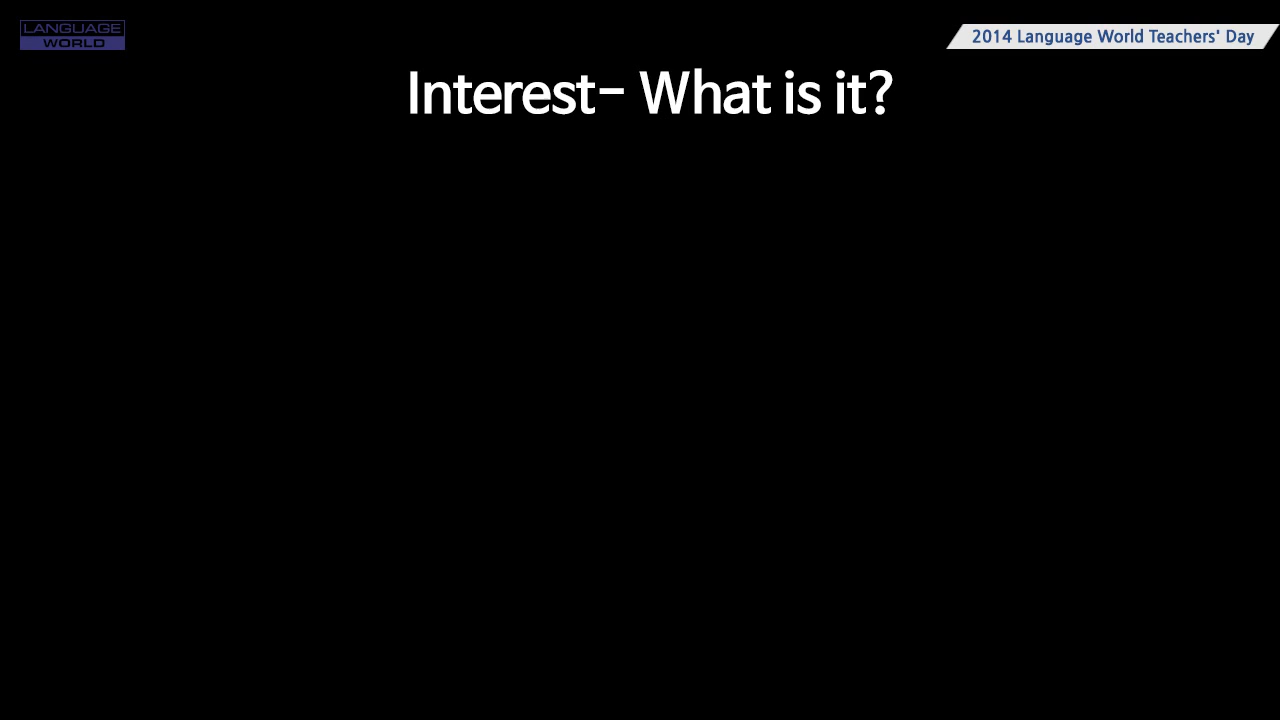 LANGUAGE
WORLD
2014 Language World Teachers' Day
Interest- What is it?